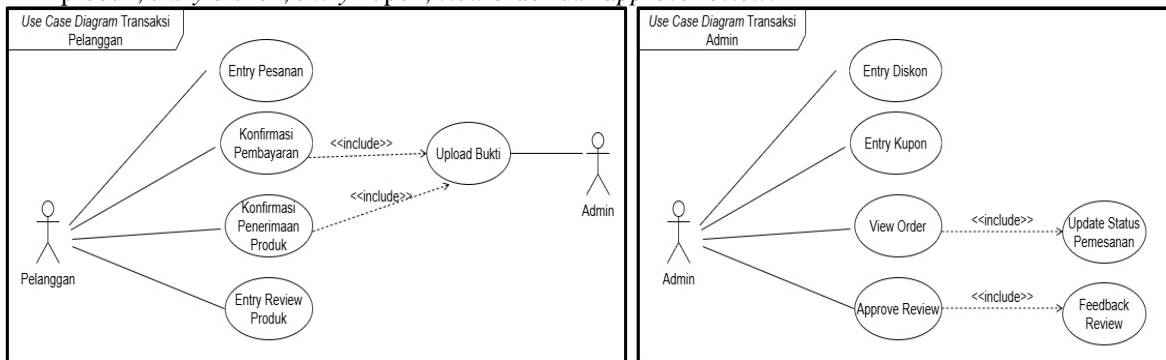 Use Case Diagram Transaksi
Pelanggan
Entry Pesanan
Konfirmasi
Pembayaran
<<include>>
Upload Bukti
<<include>>
Konfirmasi
Penerimaan
Produk
Admin
Pelanggan
Entry Review
Produk
Use Case Diagram Transaksi
Admin
Entry Diskon
Entry Kupon
View Order
<<include>>
Update Status
Pemesanan
Admin
Approve Review
<<include>>
Feedback
Review